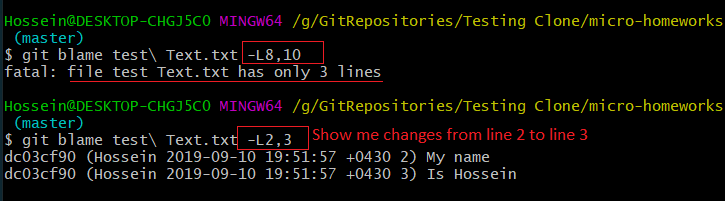 Hossein@DESKTOP-CHGJ5CO MINGW64 /g/GitRepositories/Testing Clone/micro-homeworks
(master)
$ git blame test\ Text.txt -L8,10
fatal: file test Text.txt has only 3 lines
Hossein@DESKTOP-CHGJ5CO MINGW64 /g/GitRepositories/Testing Clone/micro-homeworks
(master)
$ git blame test\ Text.txt -L2,3 Show me changes from line 2 to line 3
dc03cf90 (Hossein 2019-09-10 19:51:57 +0430 2) My name
dc03cf90 (Hossein 2019-09-10 19:51:57 +0430 3) Is Hossein